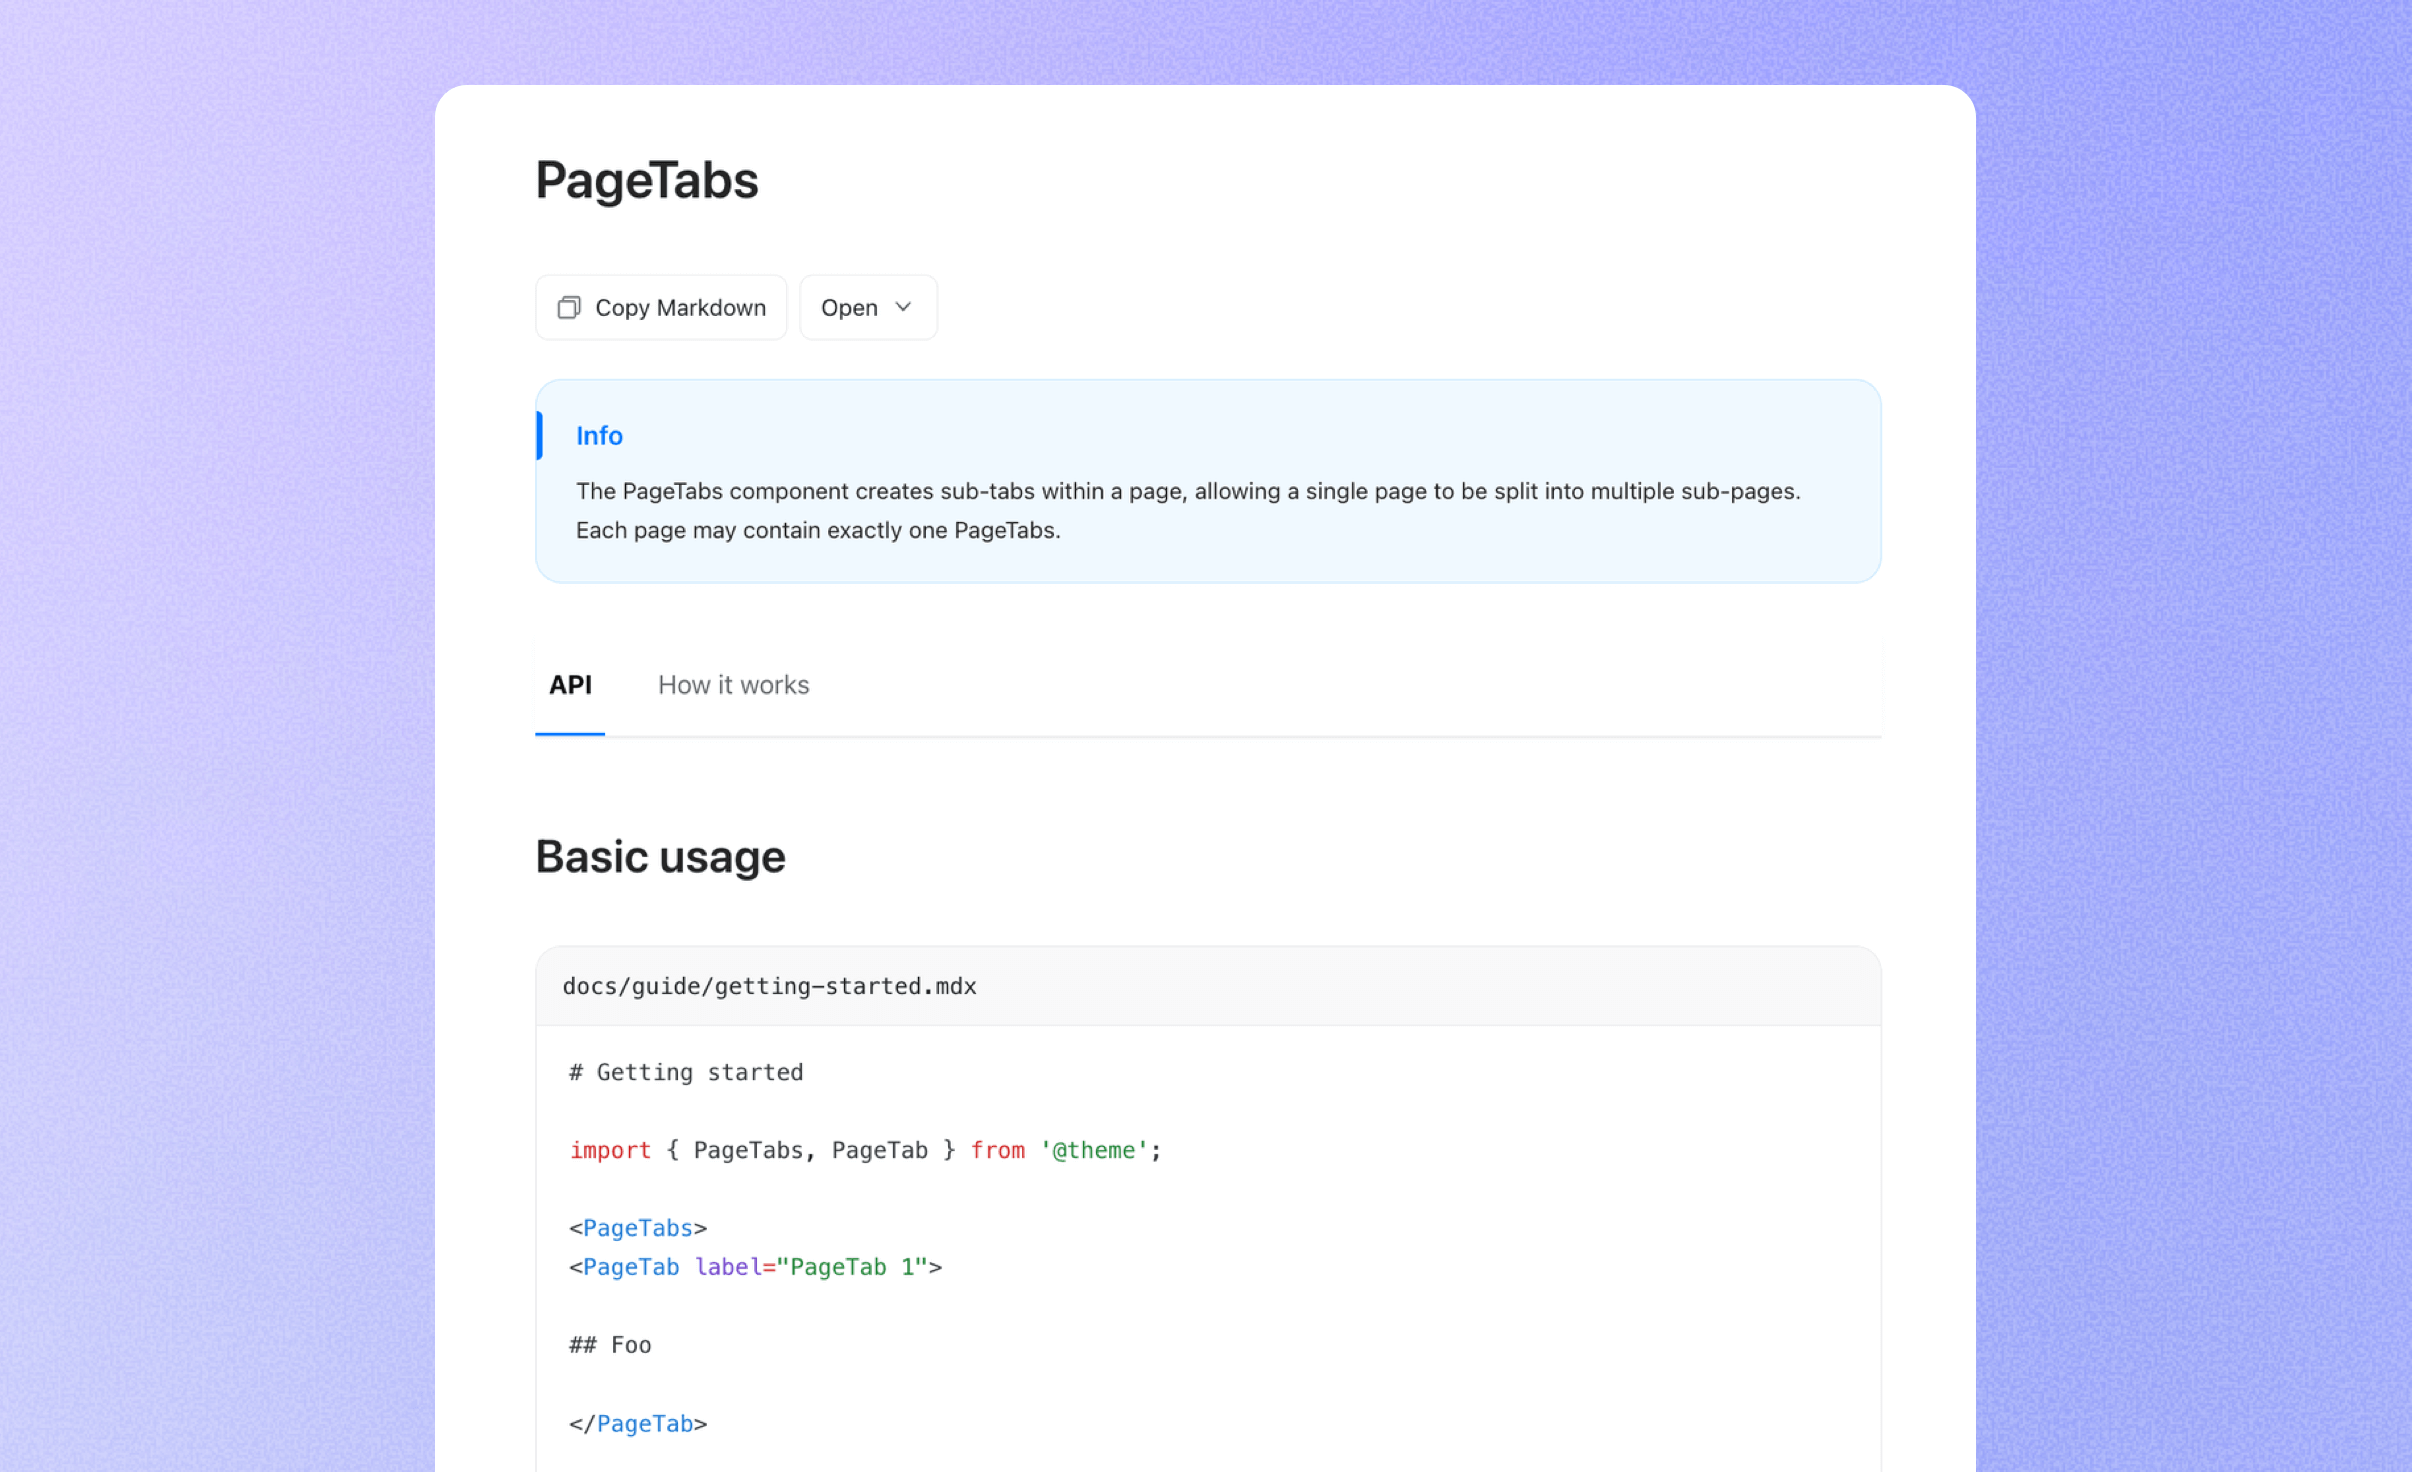 PageTabs
Copy Markdown
Open
Info
The PageTabs component creates sub-tabs within a page, allowing a single page to be split into multiple sub-pages.
Each page may contain exactly one PageTabs.
API
How it works
Basic usage
docs/guide/getting-started.mdx
# Getting started
import { PageTabs, PageTab } from '@theme';
<PageTabs>
<PageTab label="PageTab 1">
## Foo
</PageTab>